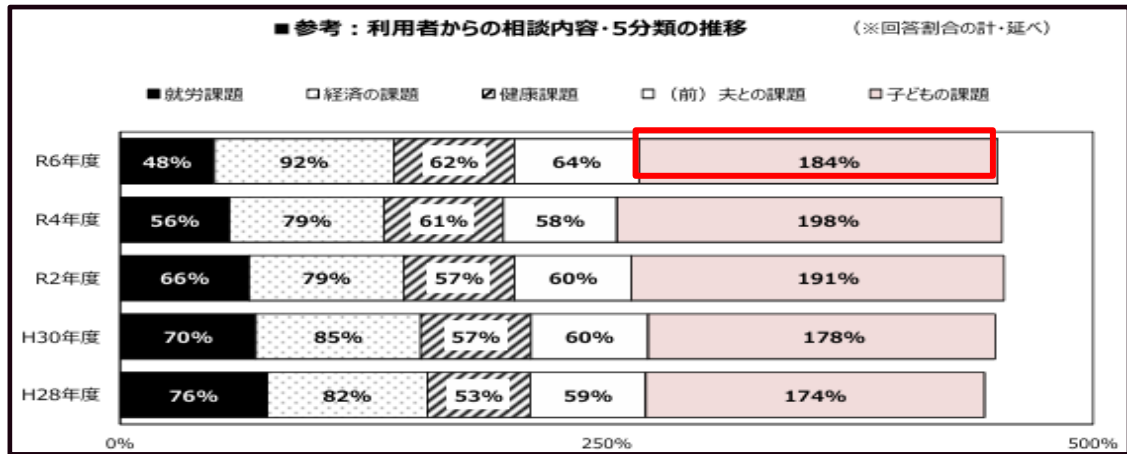 ■参考：利用者からの相談内容･5分類の推移 (※回答割合の計･延べ)
■就労課題 □経済の課題 ☑健康課題 □（前）夫との課題 □子どもの課題
R6年度 48% 92% 62% 64% 184%
R4年度 56% 79% 61% 58% 198%
R2年度 66% 79% 57% 60% 191%
H30年度 70% 85% 57% 60% 178%
H28年度 76% 82% 53% 59% 174%
0% 250% 500%